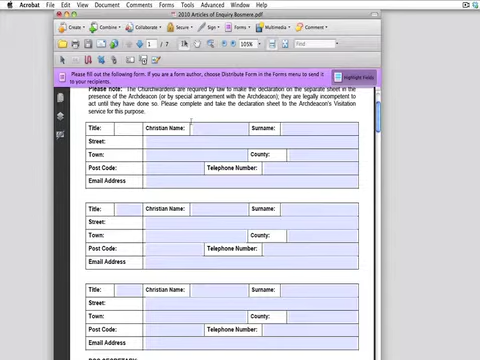 Acrobat File Edit View Document Comments Forms Tools Advanced Window Help
2010 Articles of Enquiry Bosmere.pdf
Create Combine Collaborate Secure Sign Forms Multimedia Comment
1 / 7 105% Find
Please fill out the following form. If you are a form author, choose Distribute Form in the Forms menu to send it
to your recipients.
Highlight Fields
Please note: The Churchwardens are required by law to make the declaration on the separate sheet in the
presence of the Archdeacon (or by special arrangement with the Archdeacon), they are legally incompetent to
act until they have done so. Please complete and take the declaration sheet to the Archdeacon's Visitation
service for this purpose.
Title: Christian Name: Surname:
Street:
Town: County:
Post Code: Telephone Number:
Email Address
Title: Christian Name: Surname:
Street:
Town: County:
Post Code: Telephone Number:
Email Address
Title: Christian Name: Surname:
Street:
Town: County:
Post Code: Telephone Number:
Email Address